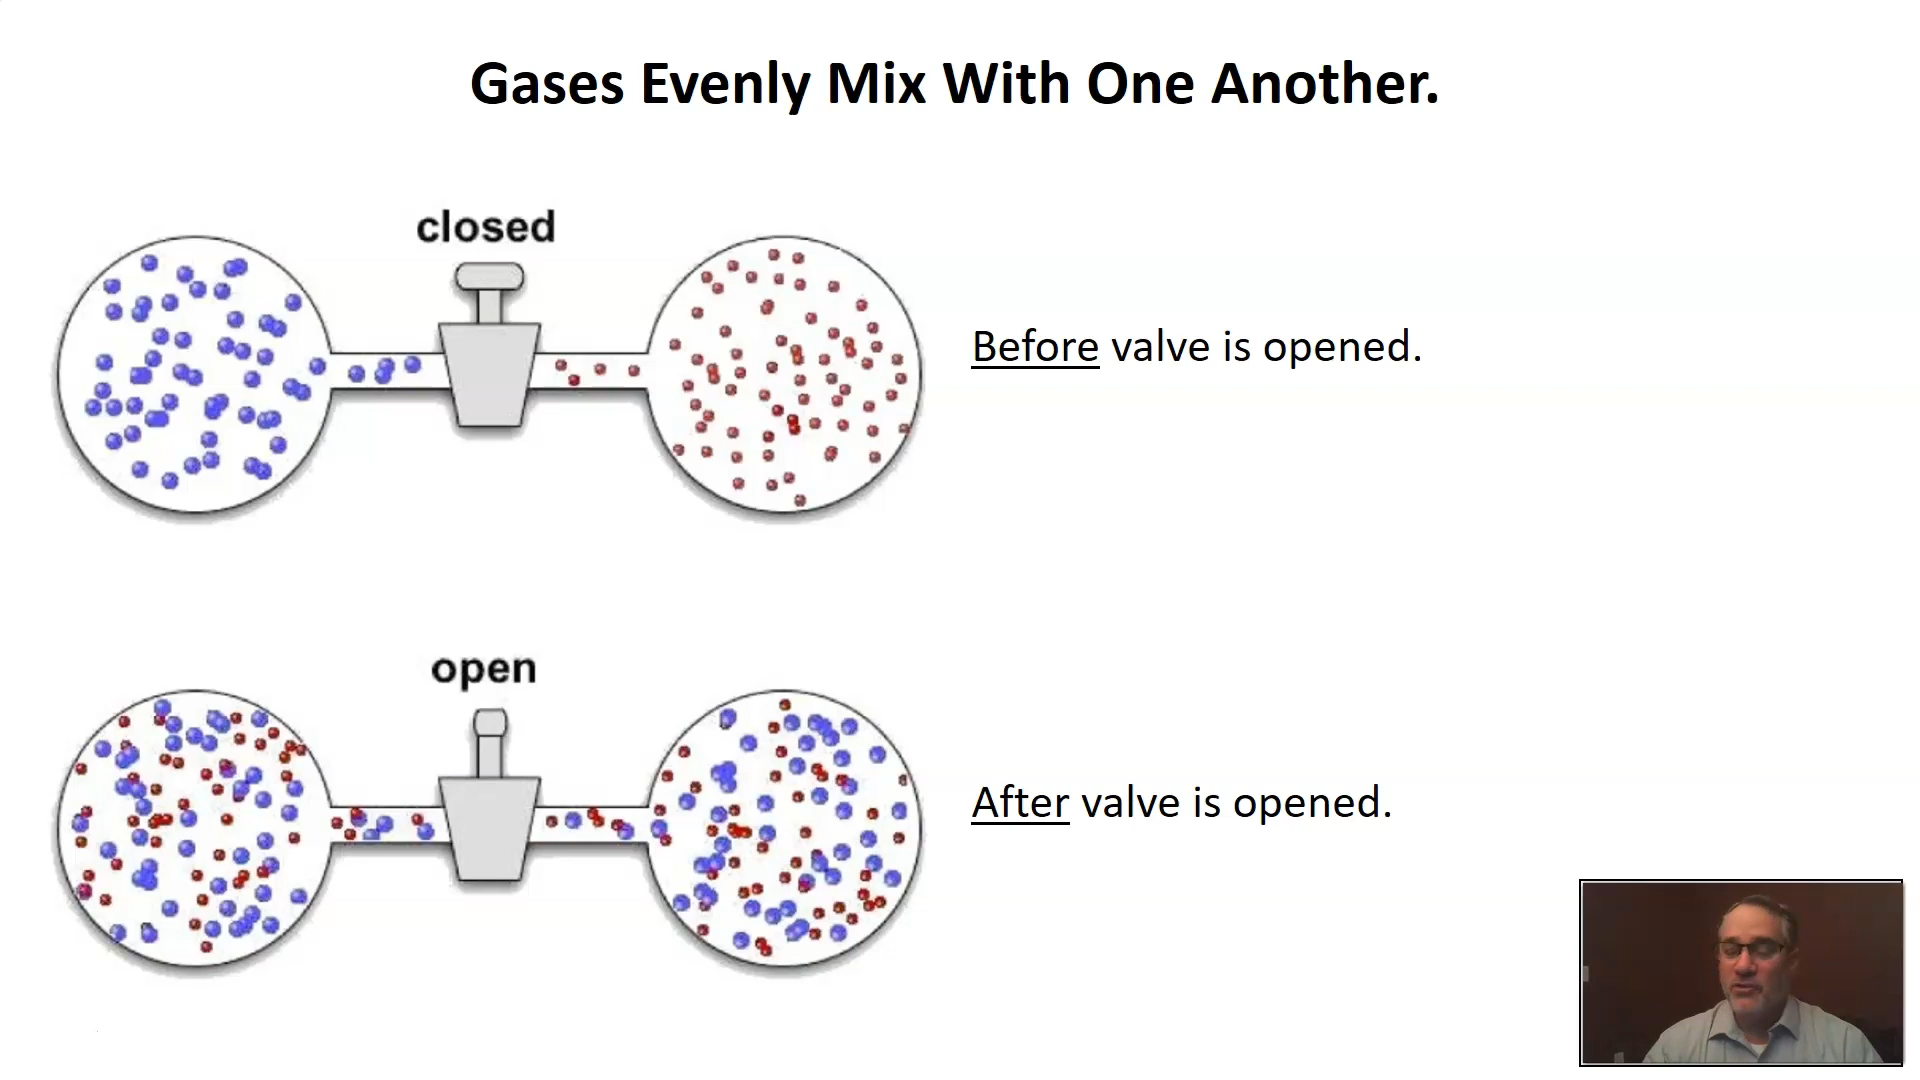 Gases Evenly Mix With One Another.
closed
Before valve is opened.
open
After valve is opened.